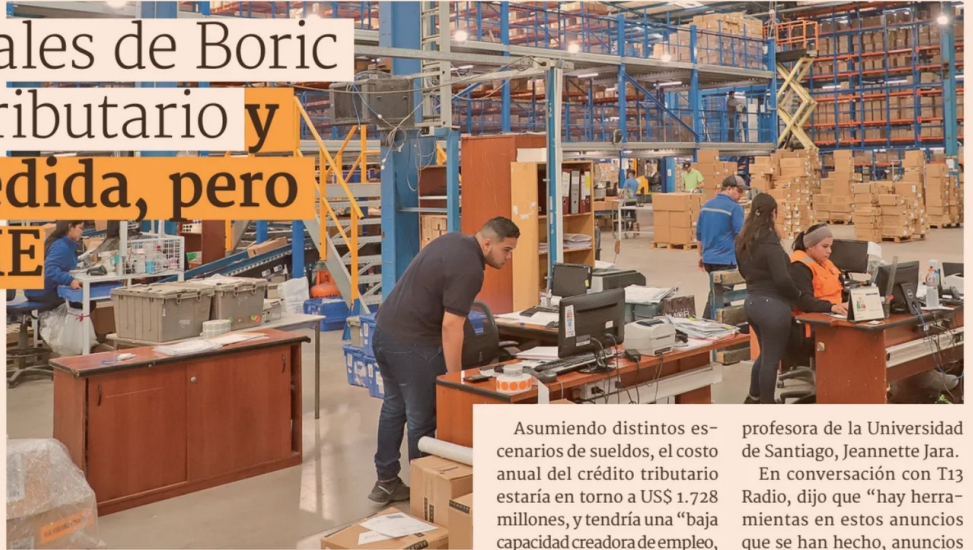 ales de Boric
ributario y
edida, pero
E
Asumiendo distintos es-
cenarios de sueldos, el costo
anual del crédito tributario
estaría en torno a US$ 1.728
millones, y tendría una “baja
capacidad creadora de empleo,
profesora de la Universidad
de Santiago, Jeannette Jara.
En conversación con T13
Radio, dijo que “hay herra-
mientas en estos anuncios
que se han hecho, anuncios